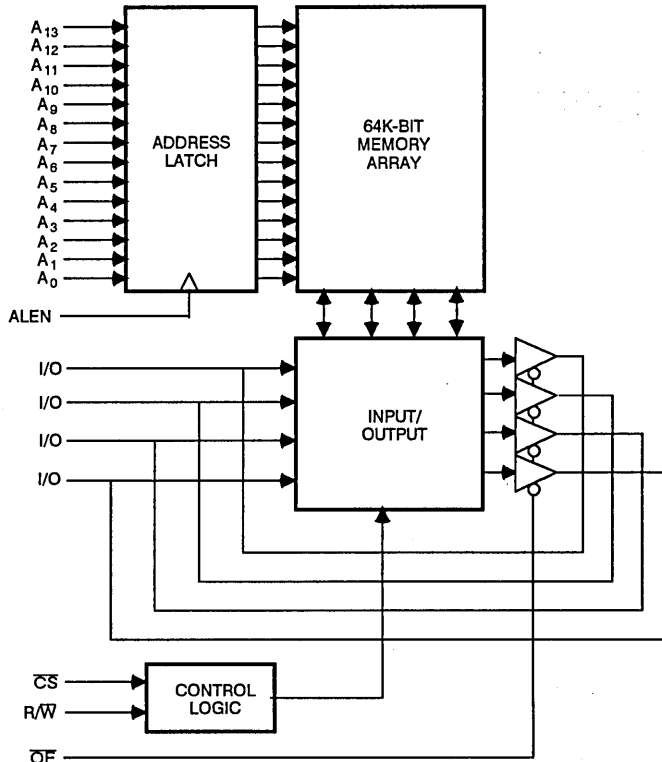 A13
A12
A11
A10
A9
A8
A7
A6
A5
A4
A3
A2
A1
A0
ADDRESS
LATCH
64K-BIT
MEMORY
ARRAY
ALEN
I/O
I/O
I/O
I/O
INPUT/
OUTPUT
CS
R/W
CONTROL
LOGIC
OE